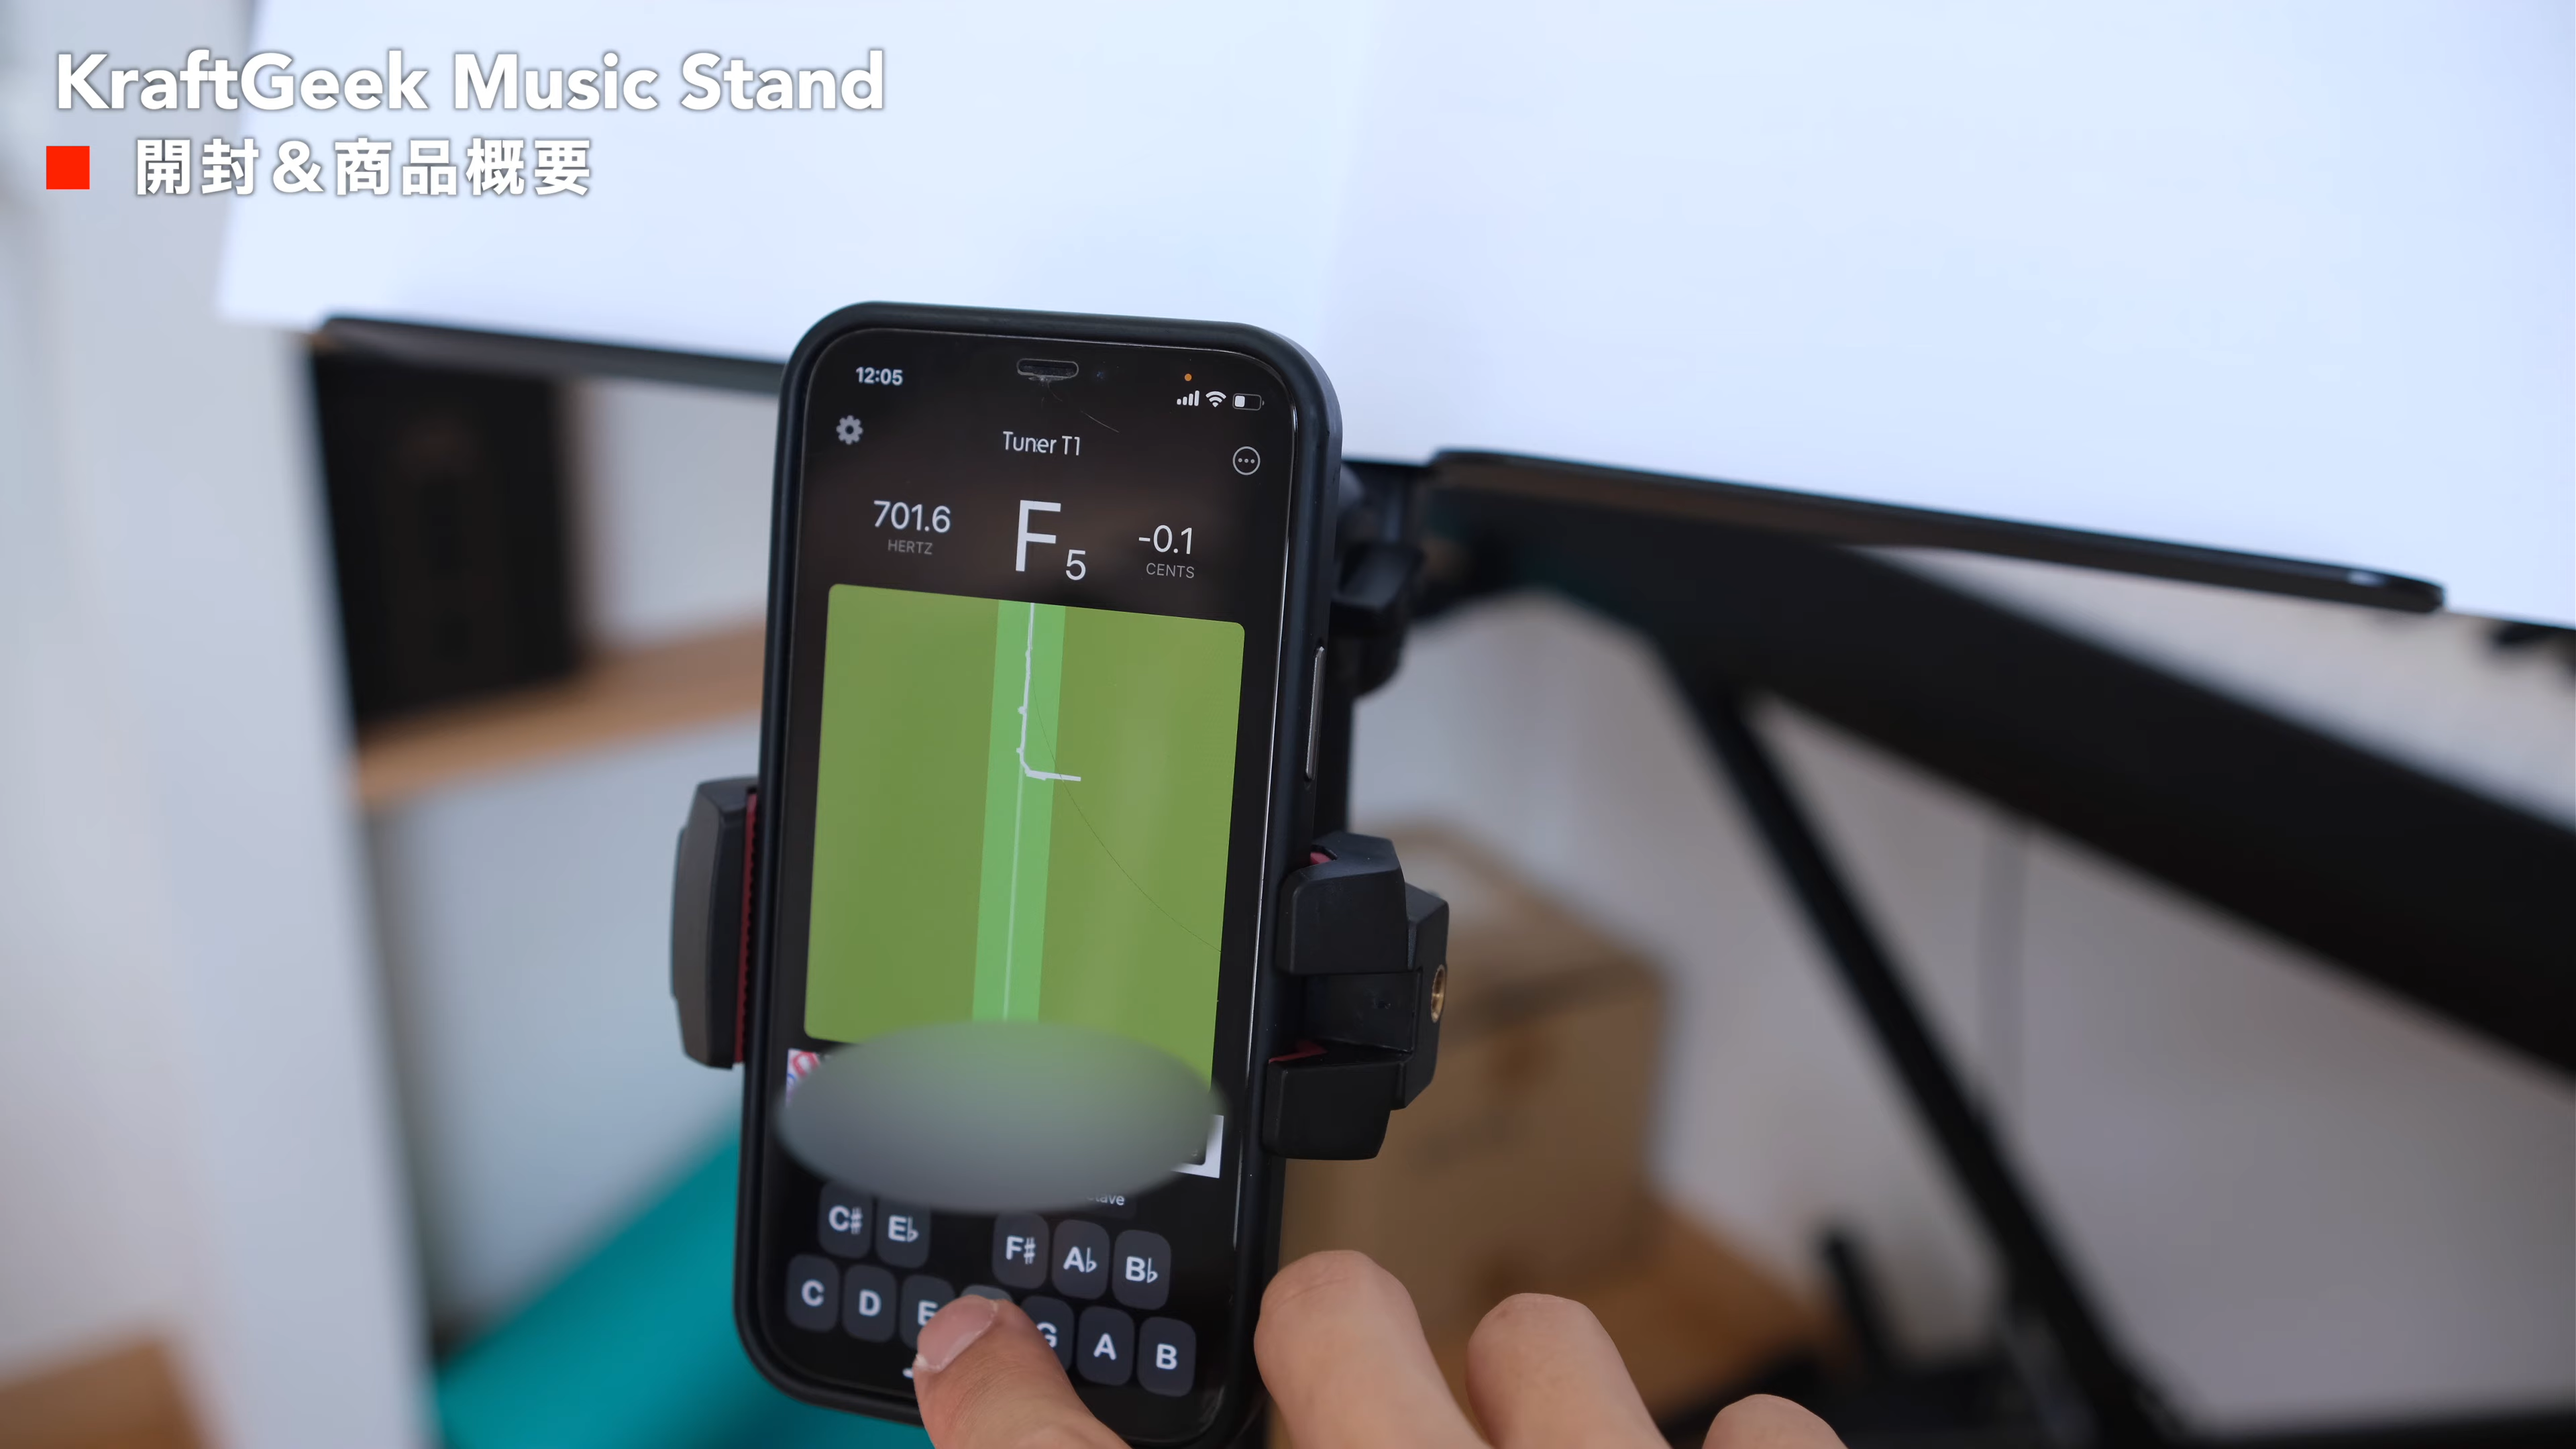 KraftGeek Music Stand
開封&商品概要
12:05
Tuner T1
701.6 F5 -0.1
HERTZ CENTS
C♯ E♭ F♯ A♭ B♭
C D E G A B